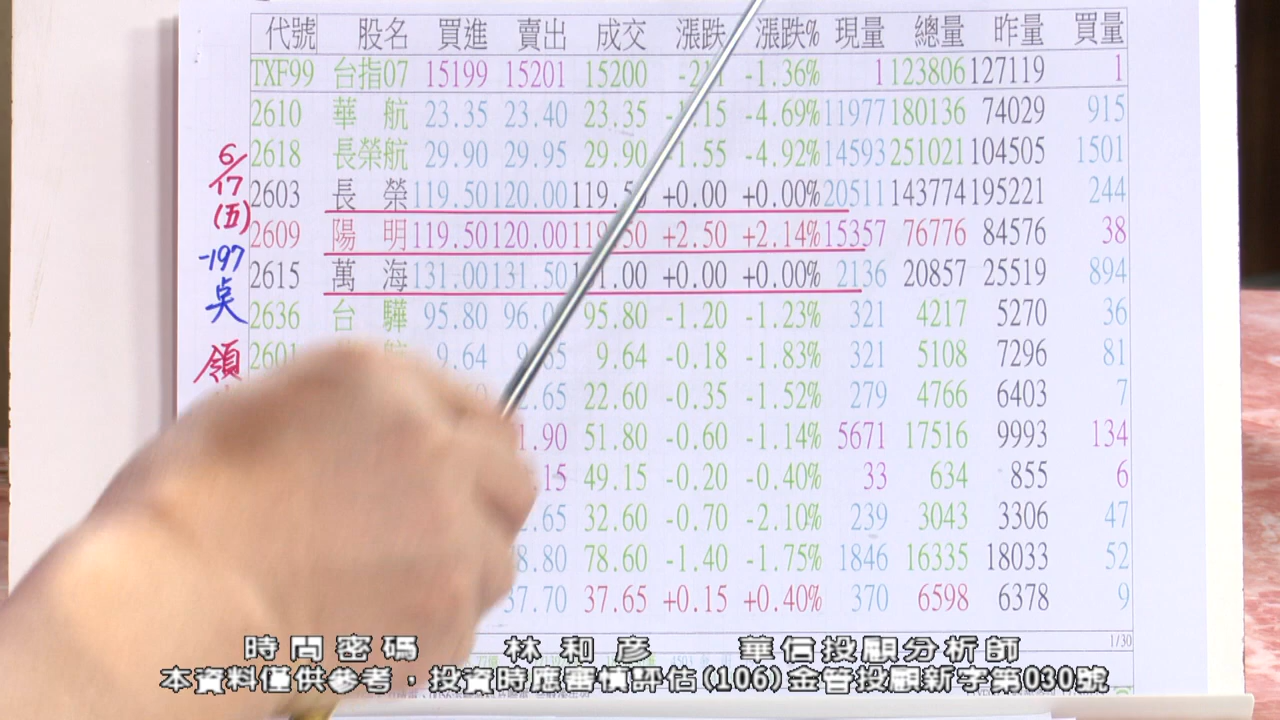 代號 股名 買進 賣出 成交 漲跌 漲跌% 現量 總量 昨量 買量
TXF99 台指07 15199 15201 15200 -1.36% 1 123806 127119 1
2610 華航 23.35 23.40 23.35 -4.69% 11977 180136 74029 915
2618 長榮航 29.90 29.95 29.90 -4.92% 14593 251021 104505 1501
2603 長榮 119.50 120.00 +0.00 +0.00% 20511 143774 195221 244
2609 陽明 119.50 120.00 +2.50 +2.14% 15357 76776 84576 38
2615 萬海 131.00 131.50 +0.00 +0.00% 2136 20857 25519 894
2636 台驊 95.80 95.80 -1.20 -1.23% 321 4217 5270 36
9.64 -0.18 -1.83% 321 5108 7296 81
22.60 -0.35 -1.52% 279 4766 6403 7
51.80 -0.60 -1.14% 5671 17516 9993 134
49.15 -0.20 -0.40% 33 634 855 6
32.60 -0.70 -2.10% 239 3043 3306 47
78.60 -1.40 -1.75% 1846 16335 18033 52
37.70 37.65 +0.15 +0.40% 370 6598 6378 9
1/30
6/17
(五)
-197
領
時間密碼 林和彦 華信投顧分析師
本資料僅供參考，投資時應審慎評估(106)金管投顧新字第030號